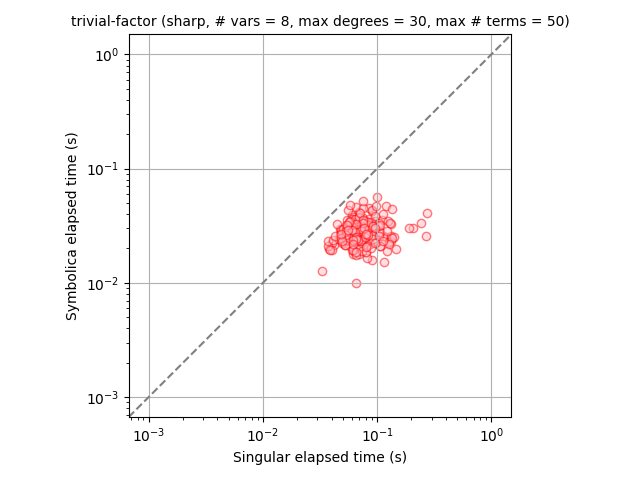 trivial-factor (sharp, # vars = 8, max degrees = 30, max # terms = 50)
Symbolica elapsed time (s)
10⁰
10⁻¹
10⁻²
10⁻³
10⁻³ 10⁻² 10⁻¹ 10⁰
Singular elapsed time (s)